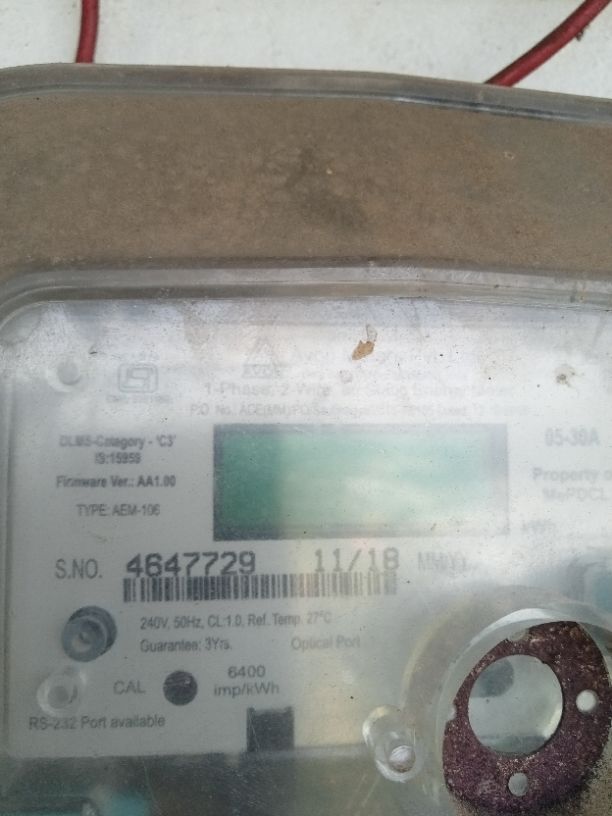 1-Phase, 2-Wire
DLMS-Category - 'C3'
IS:15959
Firmware Ver.: AA1.00
TYPE: AEM-106
05-30A
Property of
MePDCL
kWh
S.NO. 4647729 11/18 MM/YY
240V, 50Hz, CL:1.0, Ref. Temp. 27°C
Guarantee: 3Yrs. Optical Port
CAL
6400
imp/kWh
RS-232 Port available